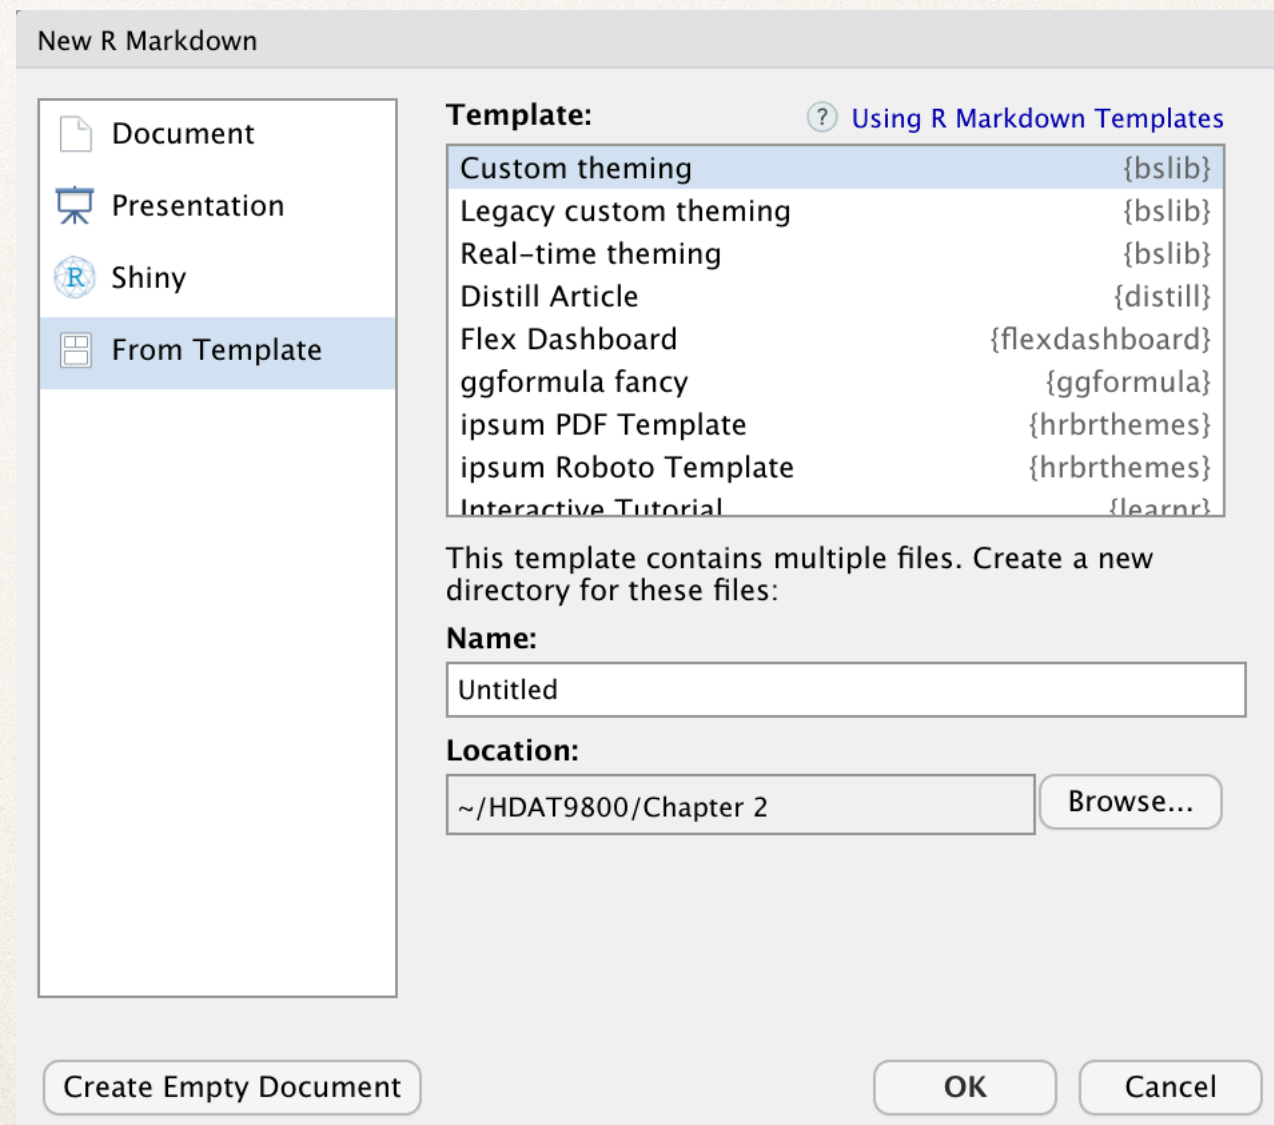 New R Markdown
Document
Presentation
Shiny
From Template
Template:
? Using R Markdown Templates
Custom theming {bslib}
Legacy custom theming {bslib}
Real-time theming {bslib}
Distill Article {distill}
Flex Dashboard {flexdashboard}
ggformula fancy {ggformula}
ipsum PDF Template {hrbrthemes}
ipsum Roboto Template {hrbrthemes}
Interactive Tutorial {learnr}
This template contains multiple files. Create a new
directory for these files:
Name:
Untitled
Location:
~/HDAT9800/Chapter 2
Browse...
Create Empty Document
OK
Cancel